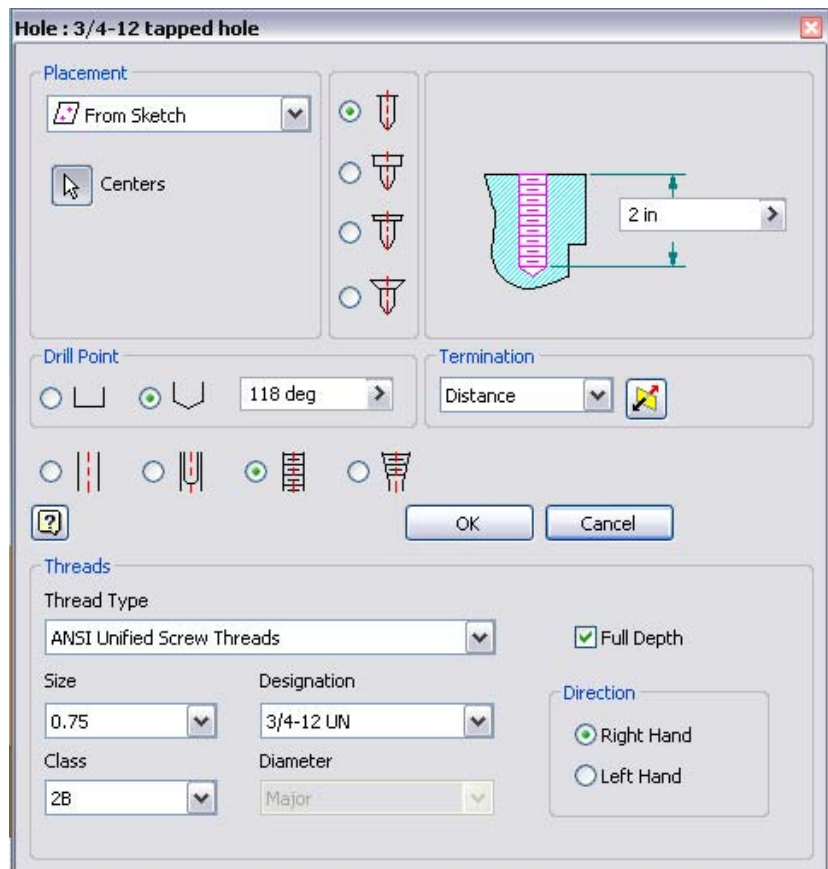 Hole : 3/4-12 tapped hole
Placement
From Sketch
Centers
2 in
Drill Point
118 deg
Termination
Distance
OK
Cancel
Threads
Thread Type
ANSI Unified Screw Threads
Full Depth
Size
Designation
0.75
3/4-12 UN
Class
Diameter
2B
Major
Direction
Right Hand
Left Hand